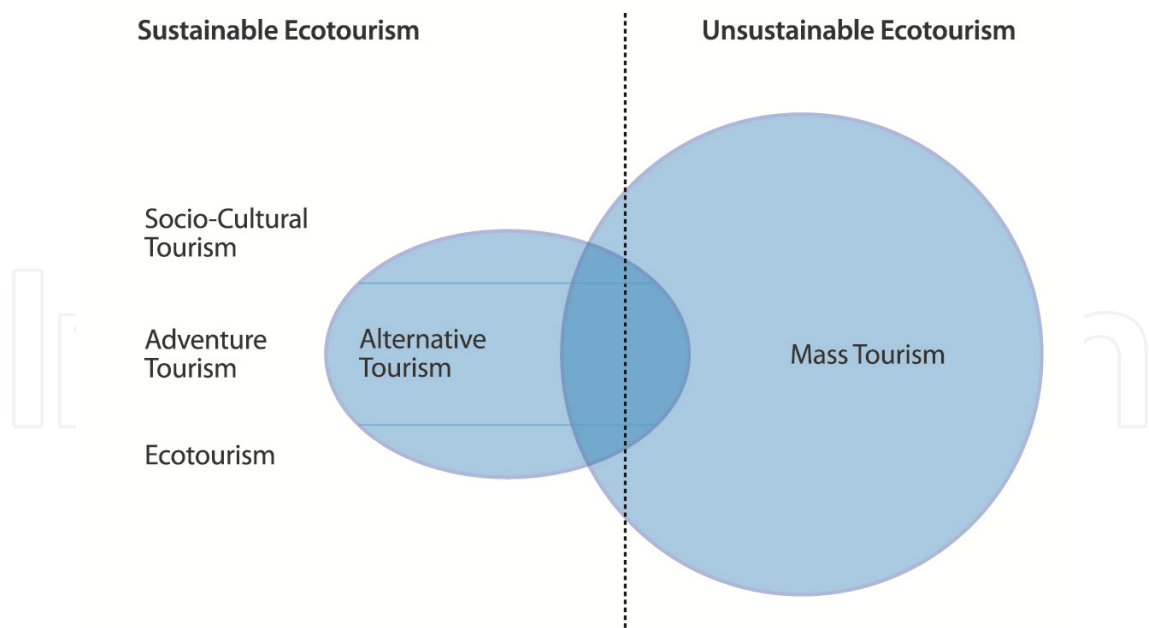 Sustainable Ecotourism
Unsustainable Ecotourism
Socio-Cultural
Tourism
Adventure
Tourism
Alternative
Tourism
Mass Tourism
Ecotourism